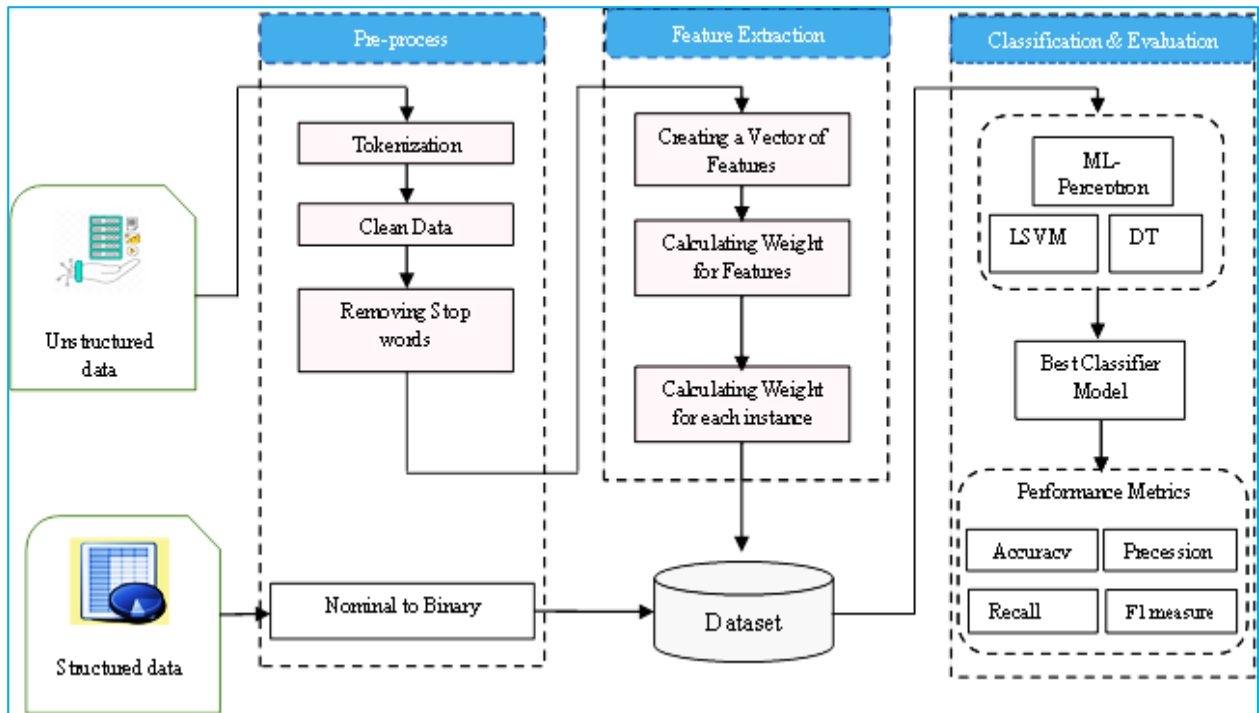 Pre-process
Feature Extraction
Classification & Evaluation
Tokenization
Clean Data
Removing Stop
words
Unstructured
data
Creating a Vector of
Features
Calculating Weight
for Features
Calculating Weight
for each instance
ML-
Perception
LSVM
DT
Best Classifier
Model
Performance Metrics
Accuracy
Precession
Recall
F1 measure
Structured data
Nominal to Binary
Dataset